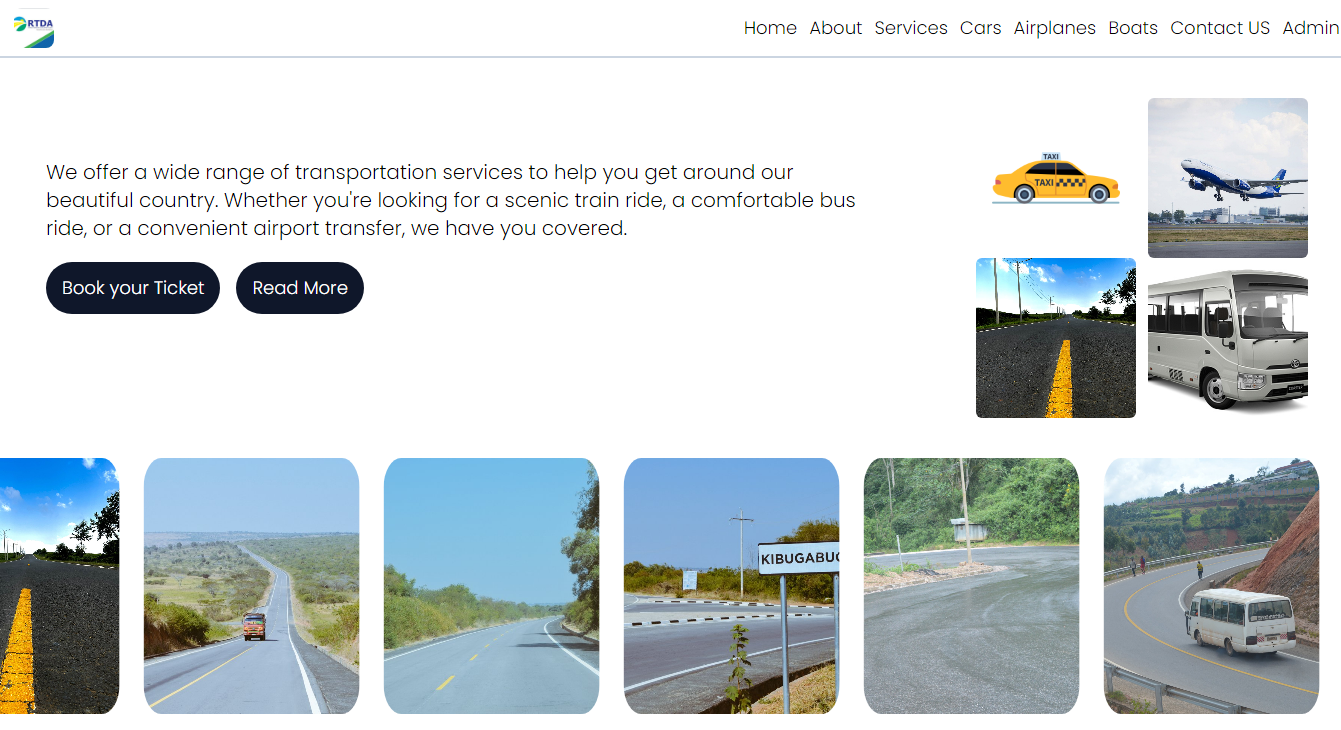 RTDA
Home About Services Cars Airplanes Boats Contact US Admin
We offer a wide range of transportation services to help you get around our
beautiful country. Whether you're looking for a scenic train ride, a comfortable bus
ride, or a convenient airport transfer, we have you covered.
Book your Ticket Read More
TAXI
TAXI
KIBUGABUG